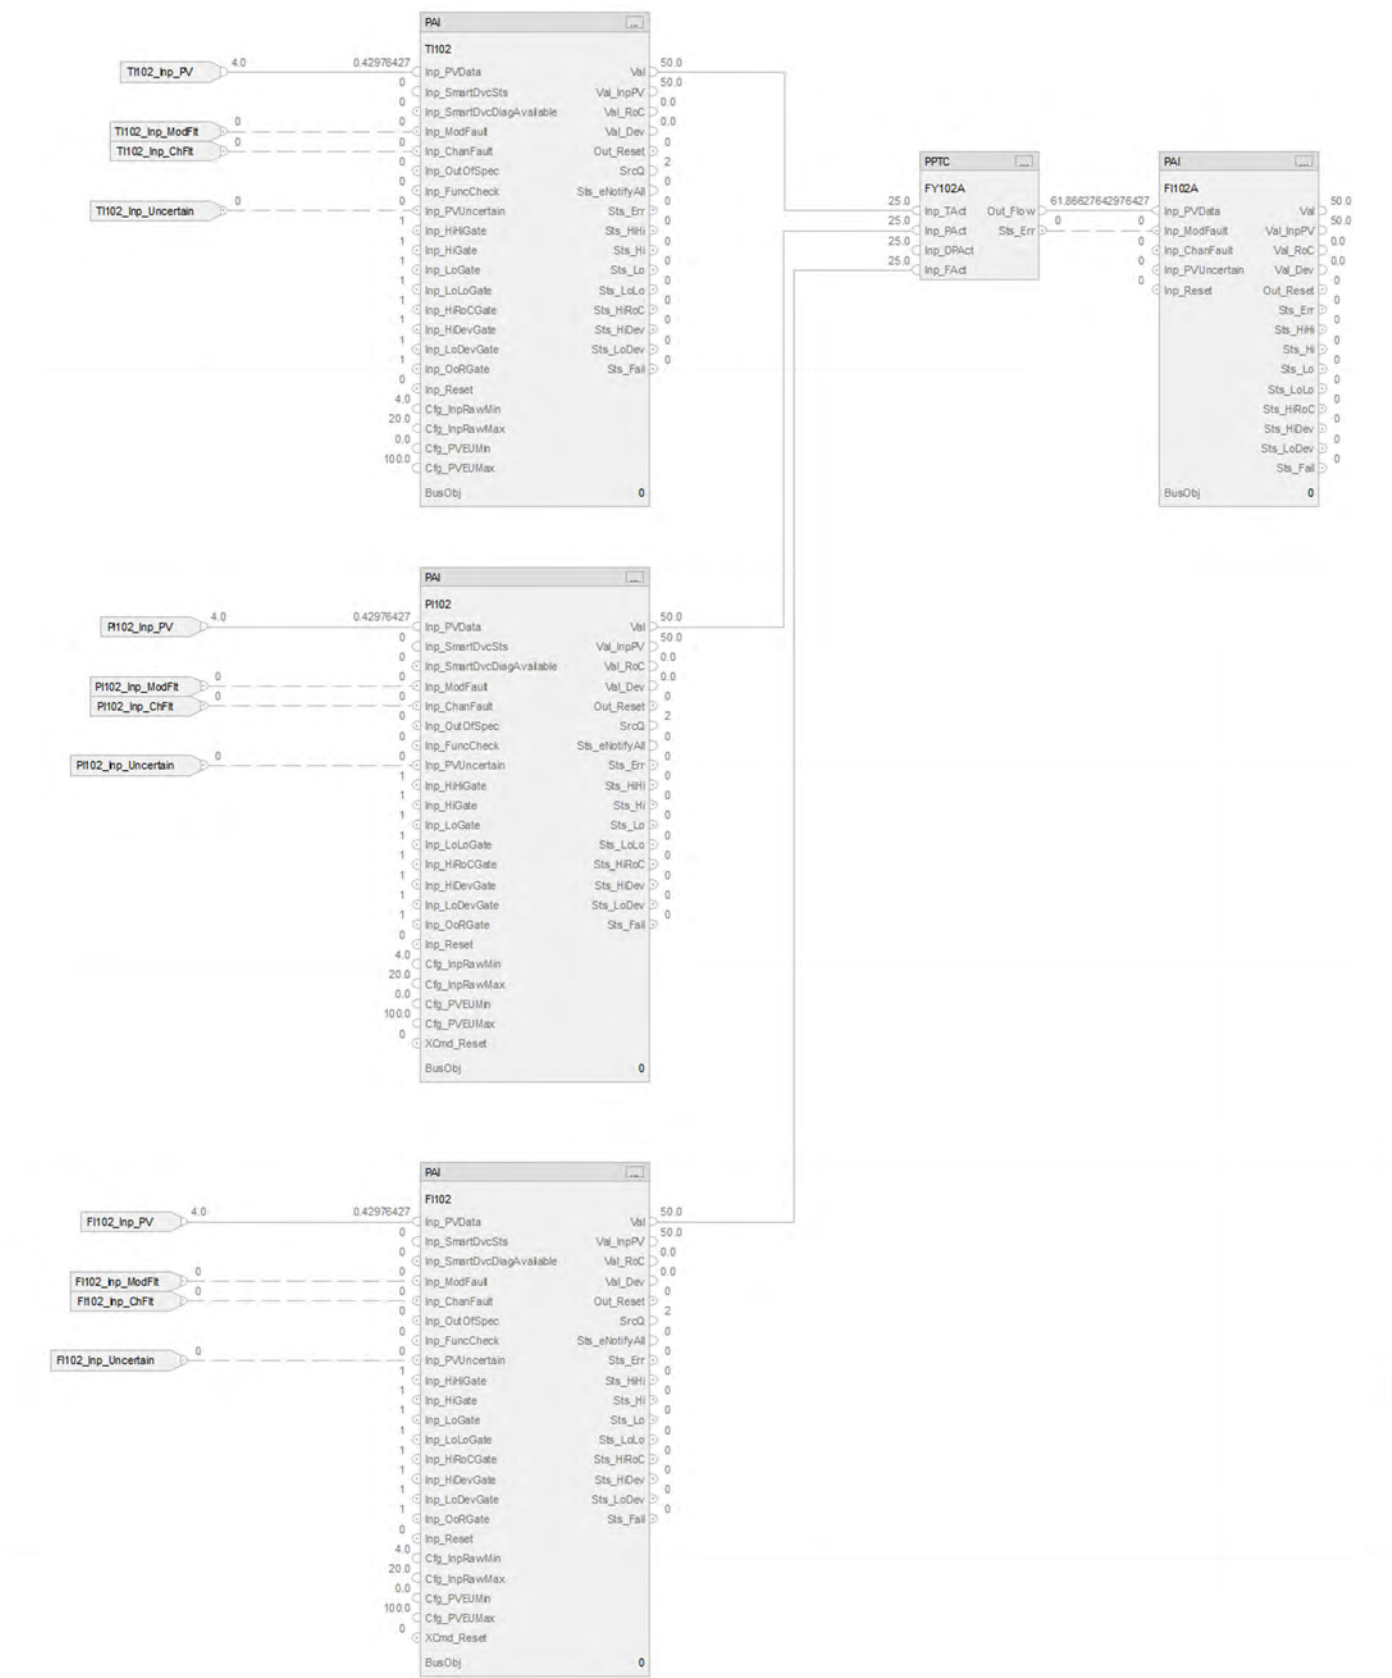 PAI ...
TI102
TI102_Inp_PV 4.0 0.42976427 Inp_PVData Val 50.0
0 Inp_SmartDvcSts Val_InpPV 50.0
0 Inp_SmartDvcDiagAvailable Val_RoC 0.0
TI102_Inp_ModFlt 0 0 Inp_ModFault Val_Dev 0.0
TI102_Inp_ChFlt 0 0 Inp_ChanFault Out_Reset 0
0 Inp_OutOfSpec SrcQ 2
0 Inp_FuncCheck Sts_eNotifyAll 0
TI102_Inp_Uncertain 0 0 Inp_PVUncertain Sts_Err 0
1 Inp_HiHiGate Sts_HiHi 0
1 Inp_HiGate Sts_Hi 0
1 Inp_LoGate Sts_Lo 0
1 Inp_LoLoGate Sts_LoLo 0
1 Inp_HiRoCGate Sts_HiRoC 0
1 Inp_HiDevGate Sts_HiDev 0
1 Inp_LoDevGate Sts_LoDev 0
1 Inp_OoRGate Sts_Fail 0
0 Inp_Reset
4.0 Cfg_InpRawMin
20.0 Cfg_InpRawMax
0.0 Cfg_PVEUMin
100.0 Cfg_PVEUMax
BusObj 0
PPTC ...
FY102A
25.0 Inp_TAct Out_Flow 61.86627642976427
25.0 Inp_PAct Sts_Err 0
25.0 Inp_DPAct
25.0 Inp_FAct
PAI ...
FI102A
Inp_PVData Val 50.0
0 Inp_ModFault Val_InpPV 50.0
0 Inp_ChanFault Val_RoC 0.0
0 Inp_PVUncertain Val_Dev 0.0
0 Inp_Reset Out_Reset 0
Sts_Err 0
Sts_HiHi 0
Sts_Hi 0
Sts_Lo 0
Sts_LoLo 0
Sts_HiRoC 0
Sts_HiDev 0
Sts_LoDev 0
Sts_Fail 0
BusObj 0
PAI ...
PI102
PI102_Inp_PV 4.0 0.42976427 Inp_PVData Val 50.0
0 Inp_SmartDvcSts Val_InpPV 50.0
0 Inp_SmartDvcDiagAvailable Val_RoC 0.0
PI102_Inp_ModFlt 0 0 Inp_ModFault Val_Dev 0.0
PI102_Inp_ChFlt 0 0 Inp_ChanFault Out_Reset 0
0 Inp_OutOfSpec SrcQ 2
0 Inp_FuncCheck Sts_eNotifyAll 0
PI102_Inp_Uncertain 0 0 Inp_PVUncertain Sts_Err 0
1 Inp_HiHiGate Sts_HiHi 0
1 Inp_HiGate Sts_Hi 0
1 Inp_LoGate Sts_Lo 0
1 Inp_LoLoGate Sts_LoLo 0
1 Inp_HiRoCGate Sts_HiRoC 0
1 Inp_HiDevGate Sts_HiDev 0
1 Inp_LoDevGate Sts_LoDev 0
1 Inp_OoRGate Sts_Fail 0
0 Inp_Reset
4.0 Cfg_InpRawMin
20.0 Cfg_InpRawMax
0.0 Cfg_PVEUMin
100.0 Cfg_PVEUMax
0 XCmd_Reset
BusObj 0
PAI ...
FI102
FI102_Inp_PV 4.0 0.42976427 Inp_PVData Val 50.0
0 Inp_SmartDvcSts Val_InpPV 50.0
0 Inp_SmartDvcDiagAvailable Val_RoC 0.0
FI102_Inp_ModFlt 0 0 Inp_ModFault Val_Dev 0.0
FI102_Inp_ChFlt 0 0 Inp_ChanFault Out_Reset 0
0 Inp_OutOfSpec SrcQ 2
0 Inp_FuncCheck Sts_eNotifyAll 0
FI102_Inp_Uncertain 0 0 Inp_PVUncertain Sts_Err 0
1 Inp_HiHiGate Sts_HiHi 0
1 Inp_HiGate Sts_Hi 0
1 Inp_LoGate Sts_Lo 0
1 Inp_LoLoGate Sts_LoLo 0
1 Inp_HiRoCGate Sts_HiRoC 0
1 Inp_HiDevGate Sts_HiDev 0
1 Inp_LoDevGate Sts_LoDev 0
1 Inp_OoRGate Sts_Fail 0
0 Inp_Reset
4.0 Cfg_InpRawMin
20.0 Cfg_InpRawMax
0.0 Cfg_PVEUMin
100.0 Cfg_PVEUMax
0 XCmd_Reset
BusObj 0